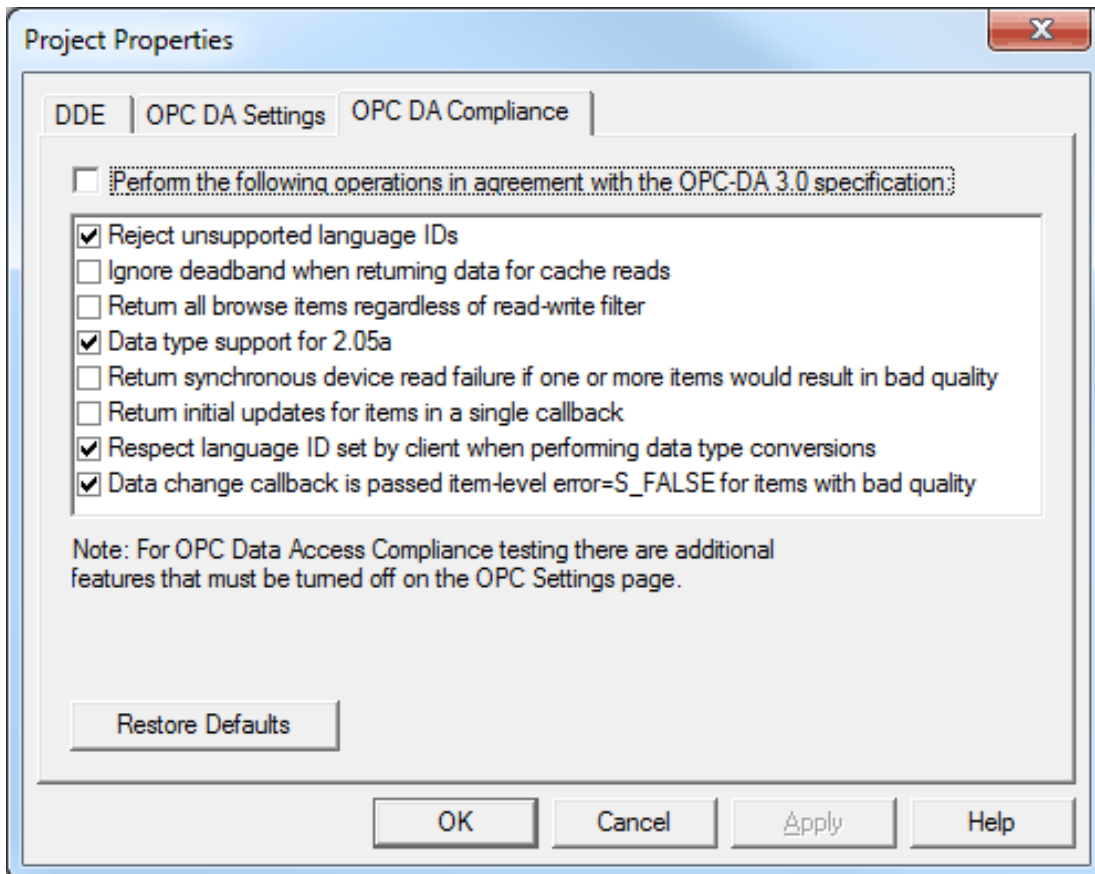 Project Properties
DDE
OPC DA Settings
OPC DA Compliance
Perform the following operations in agreement with the OPC-DA 3.0 specification:
Reject unsupported language IDs
Ignore deadband when returning data for cache reads
Return all browse items regardless of read-write filter
Data type support for 2.05a
Return synchronous device read failure if one or more items would result in bad quality
Return initial updates for items in a single callback
Respect language ID set by client when performing data type conversions
Data change callback is passed item-level error=S_FALSE for items with bad quality
Note: For OPC Data Access Compliance testing there are additional
features that must be turned off on the OPC Settings page.
Restore Defaults
OK
Cancel
Apply
Help